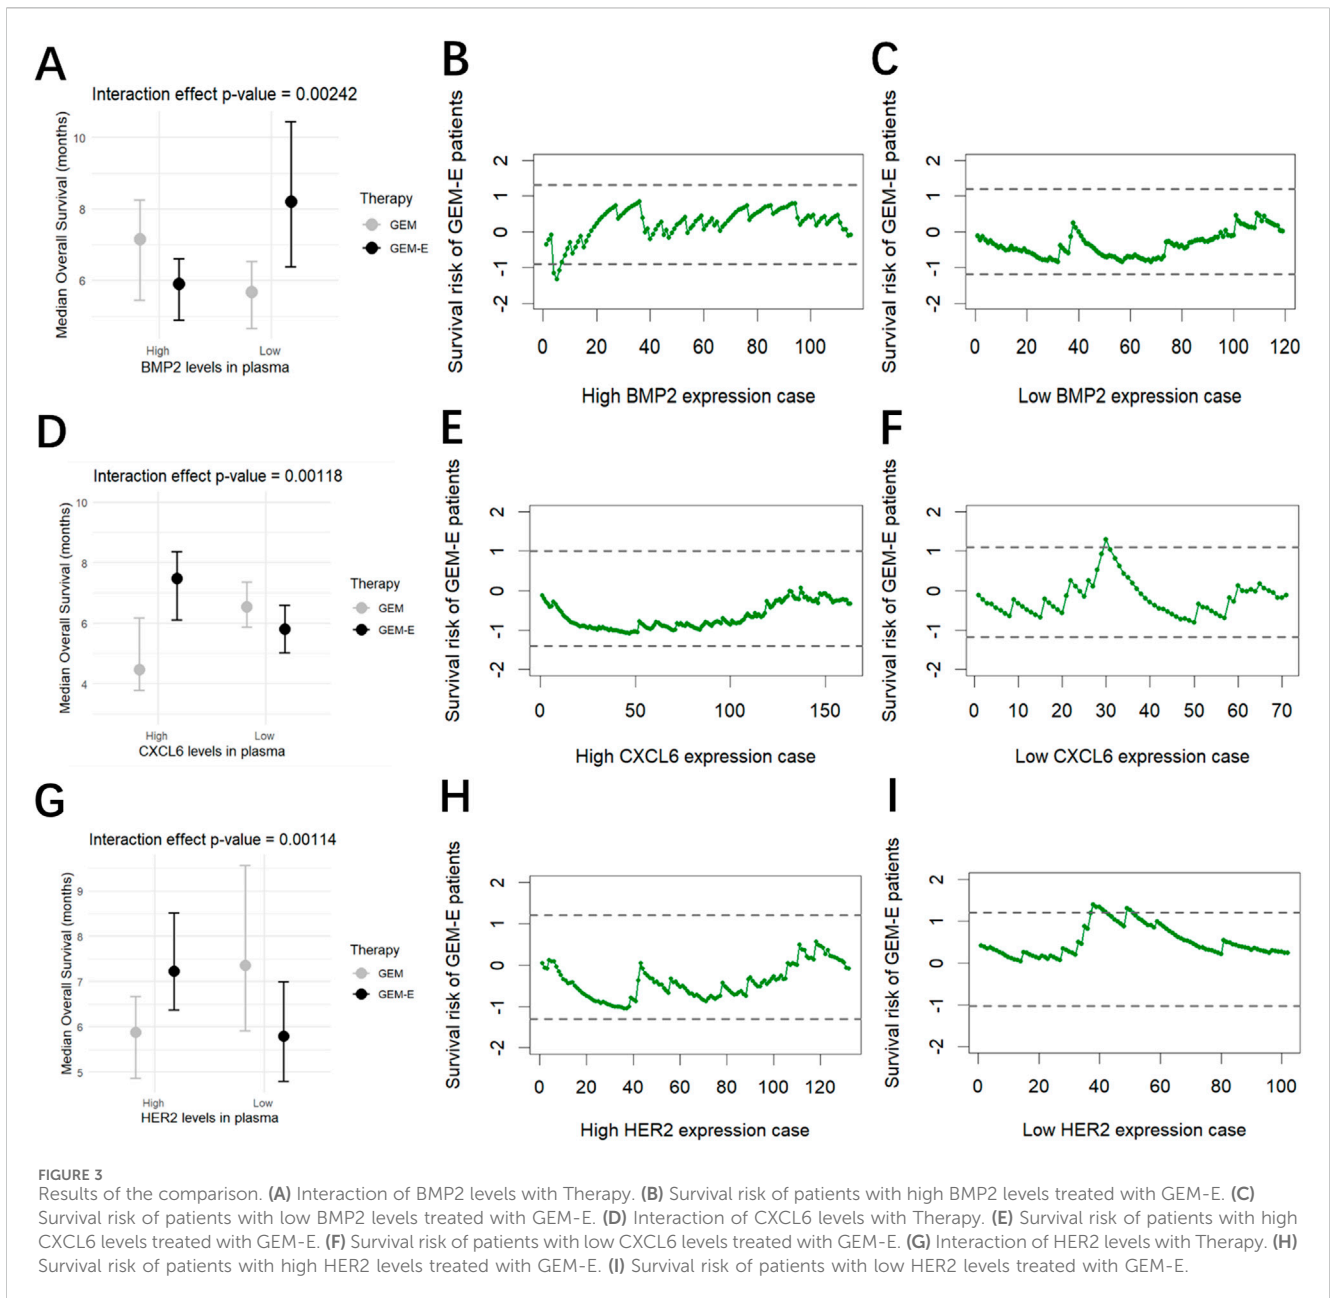 A
Interaction effect p-value = 0.00242
Median Overall Survival (months)
10
8
6
High
Low
BMP2 levels in plasma
Therapy
GEM
GEM-E
B
Survival risk of GEM-E patients
2
1
0
-1
-2
0 20 40 60 80 100
High BMP2 expression case
C
Survival risk of GEM-E patients
2
1
0
-1
-2
0 20 40 60 80 100 120
Low BMP2 expression case
D
Interaction effect p-value = 0.00118
Median Overall Survival (months)
10
8
6
4
High
Low
CXCL6 levels in plasma
Therapy
GEM
GEM-E
E
Survival risk of GEM-E patients
2
1
0
-1
-2
0 50 100 150
High CXCL6 expression case
F
Survival risk of GEM-E patients
2
1
0
-1
-2
0 10 20 30 40 50 60 70
Low CXCL6 expression case
G
Interaction effect p-value = 0.00114
Median Overall Survival (months)
9
8
7
6
5
High
Low
HER2 levels in plasma
Therapy
GEM
GEM-E
H
Survival risk of GEM-E patients
2
1
0
-1
-2
0 20 40 60 80 100 120
High HER2 expression case
I
Survival risk of GEM-E patients
2
1
0
-1
-2
0 20 40 60 80 100
Low HER2 expression case
FIGURE 3
Results of the comparison. (A) Interaction of BMP2 levels with Therapy. (B) Survival risk of patients with high BMP2 levels treated with GEM-E. (C)
Survival risk of patients with low BMP2 levels treated with GEM-E. (D) Interaction of CXCL6 levels with Therapy. (E) Survival risk of patients with high
CXCL6 levels treated with GEM-E. (F) Survival risk of patients with low CXCL6 levels treated with GEM-E. (G) Interaction of HER2 levels with Therapy. (H)
Survival risk of patients with high HER2 levels treated with GEM-E. (I) Survival risk of patients with low HER2 levels treated with GEM-E.